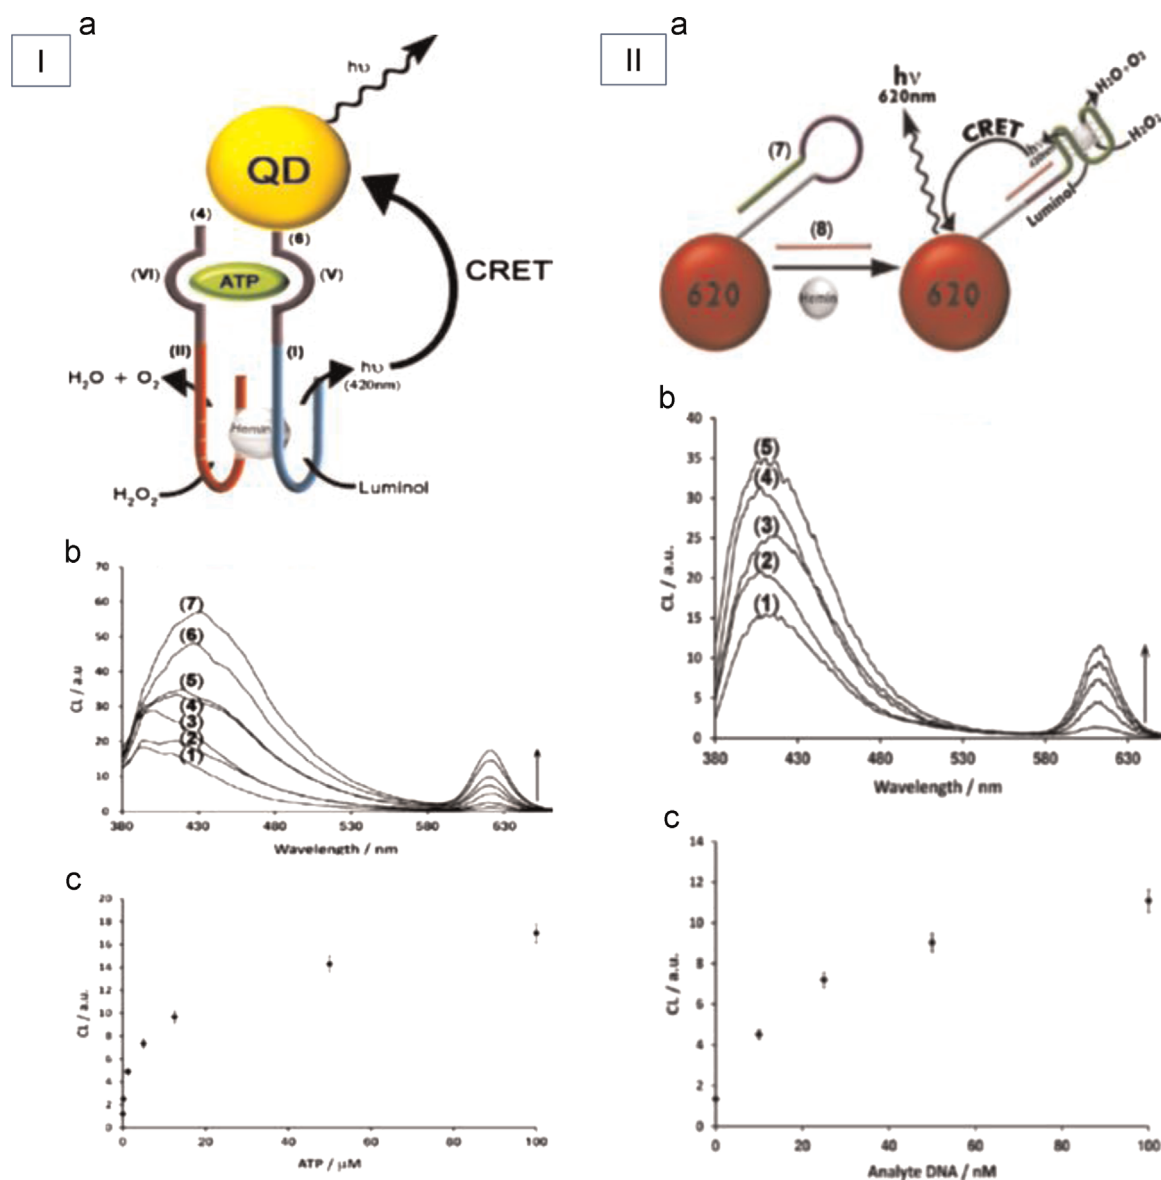 I
a
hυ
QD
(4)
(6)
(VI)
ATP
(V)
CRET
(II)
(I)
H2O + O2
hυ
(420nm)
Hemin
H2O2
Luminol
b
CL / a.u
70
60
50
40
30
20
10
0
(7)
(6)
(5)
(4)
(3)
(2)
(1)
380 430 480 530 580 630
Wavelength / nm
c
CL / a.u.
20
18
16
14
12
10
8
6
4
2
0
0 20 40 60 80 100
ATP / μM
II
a
hν
620nm
CRET
H2O+O2
H2O2
hν
Luminol
(7)
(8)
620
Hemin
620
b
CL / a.u.
40
35
30
25
20
15
10
5
0
(5)
(4)
(3)
(2)
(1)
380 430 480 530 580 630
Wavelength / nm
c
CL / a.u.
14
12
10
8
6
4
2
0
0 20 40 60 80 100
Analyte DNA / nM